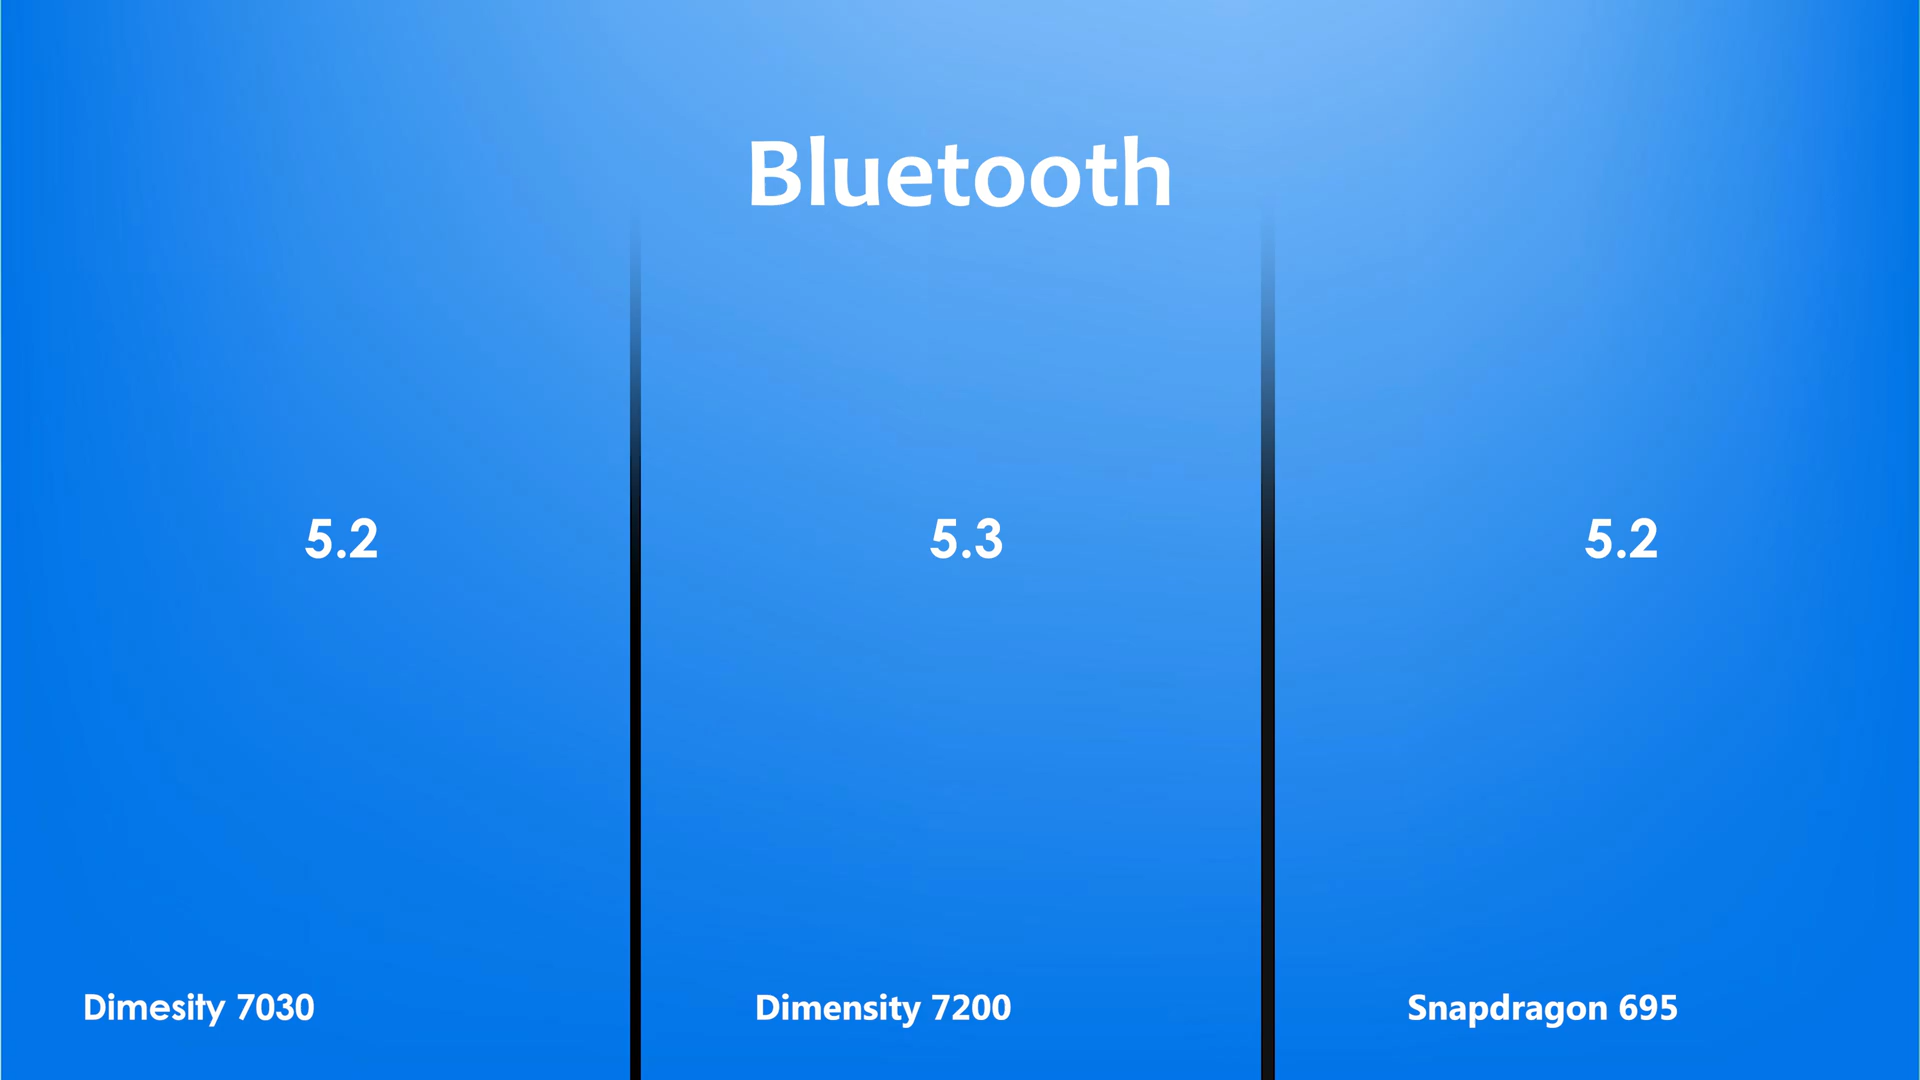 Bluetooth
5.2
5.3
5.2
Dimesity 7030
Dimensity 7200
Snapdragon 695